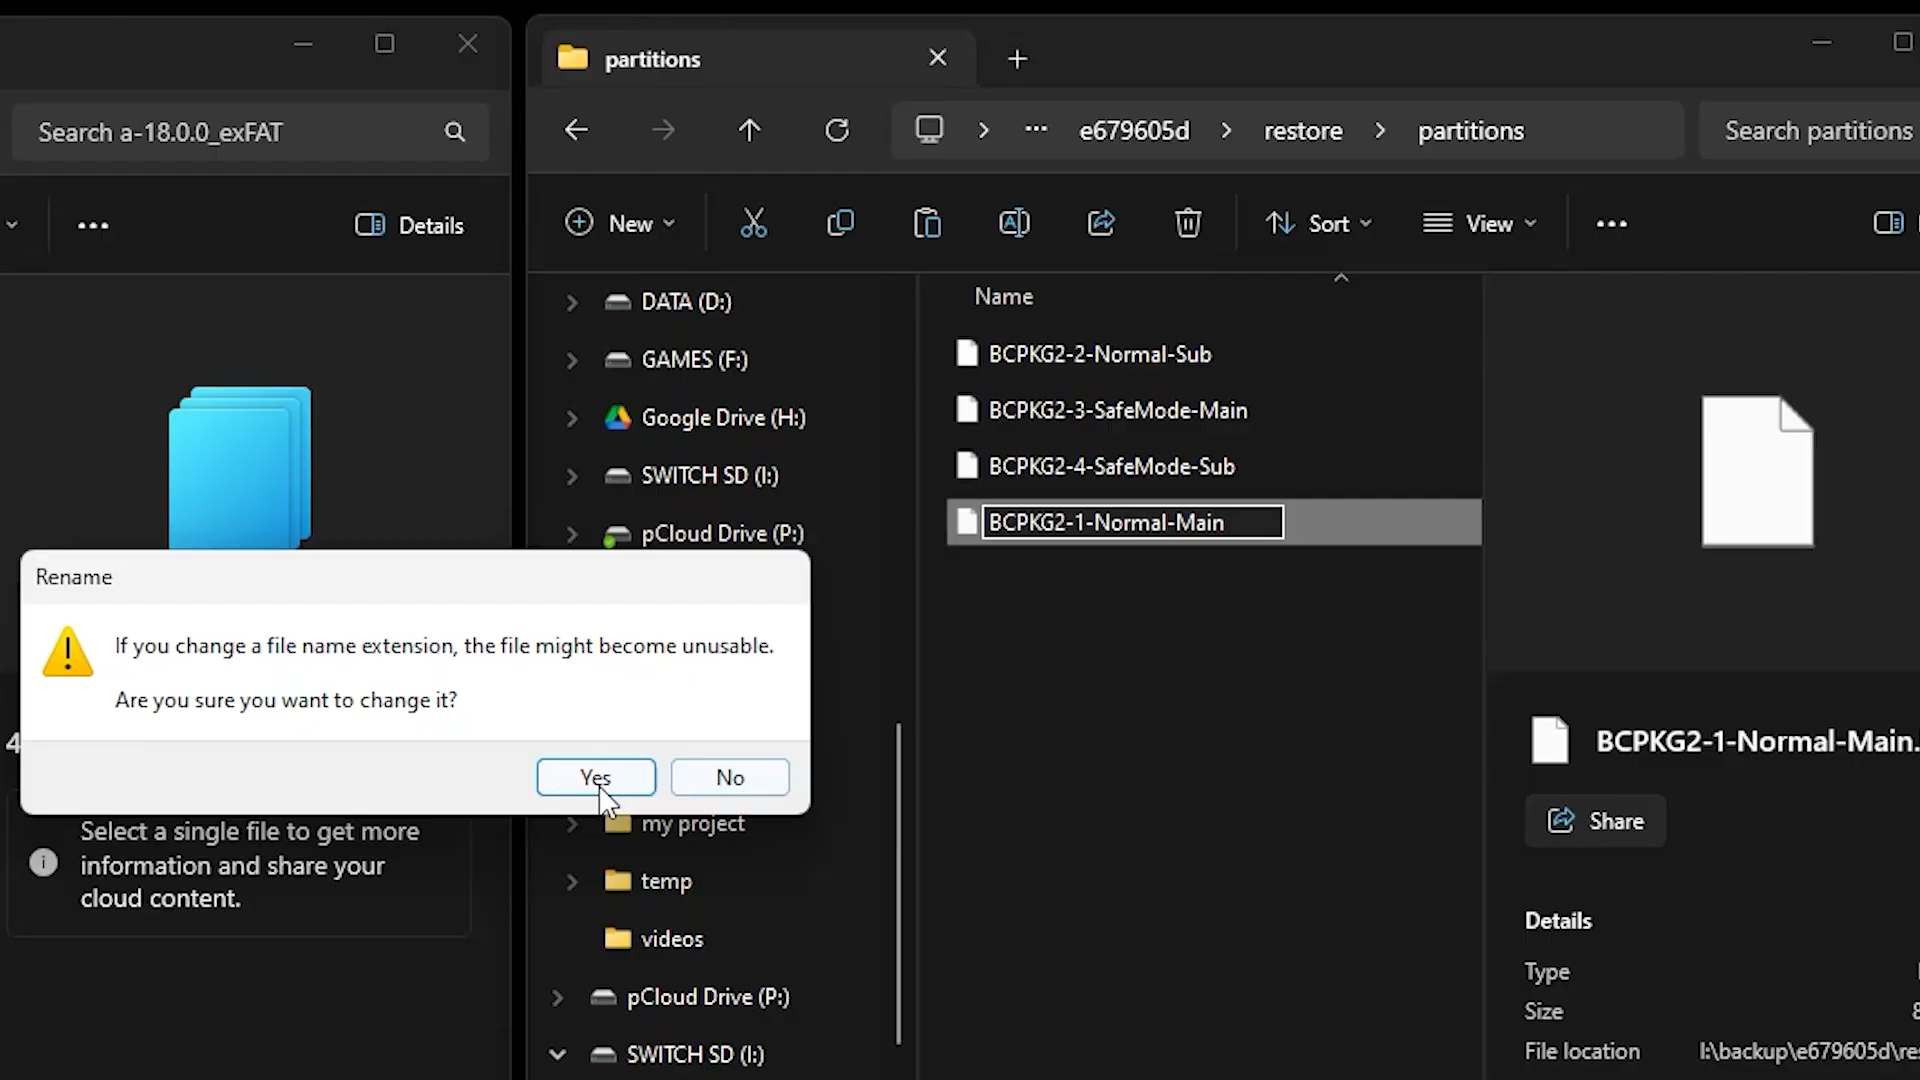 Search a-18.0.0_exFAT
Details
Rename
If you change a file name extension, the file might become unusable.
Are you sure you want to change it?
Yes
No
4
Select a single file to get more
information and share your
cloud content.
partitions
e679605d
restore
partitions
Search partitions
New
Sort
View
DATA (D:)
GAMES (F:)
Google Drive (H:)
SWITCH SD (I:)
pCloud Drive (P:)
my project
temp
videos
pCloud Drive (P:)
SWITCH SD (I:)
Name
BCPKG2-2-Normal-Sub
BCPKG2-3-SafeMode-Main
BCPKG2-4-SafeMode-Sub
BCPKG2-1-Normal-Main
BCPKG2-1-Normal-Main.
Share
Details
Type
Size 8
File location I:\backup\e679605d\res